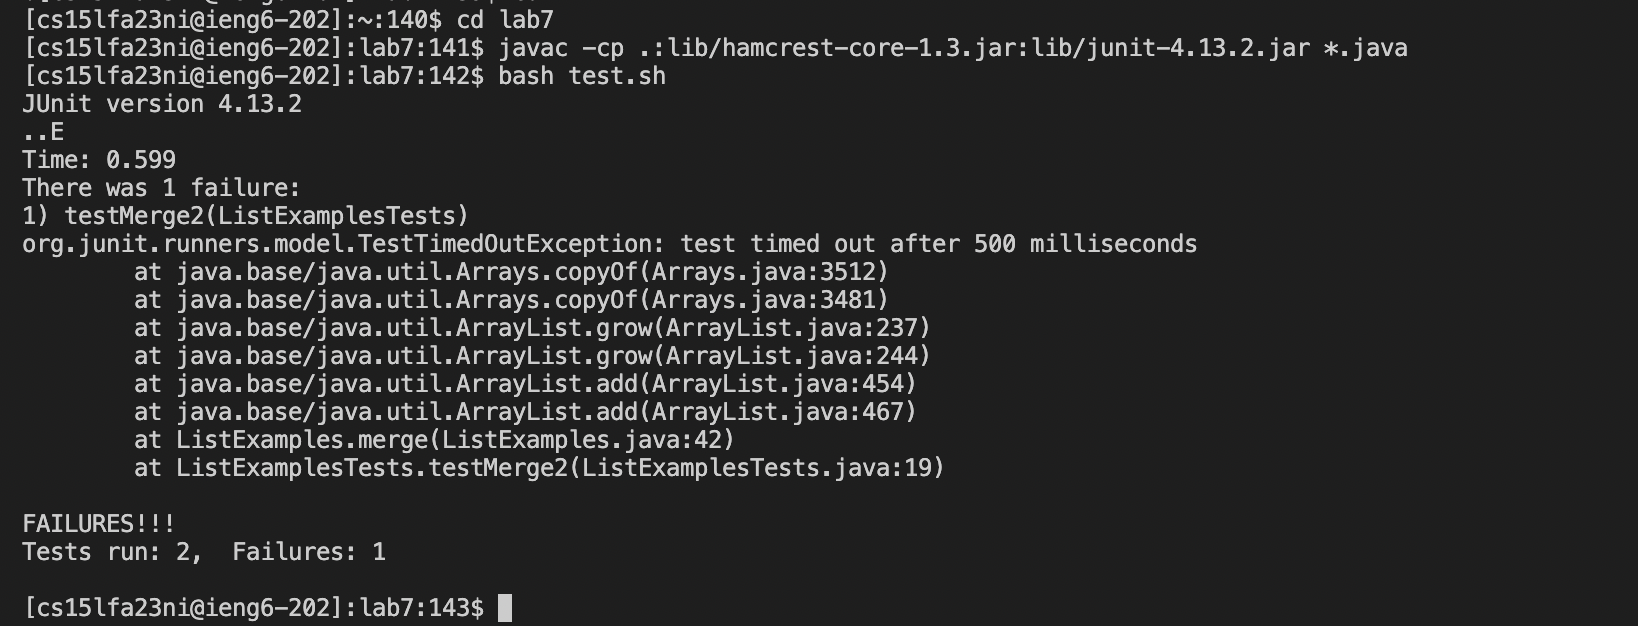 [cs15lfa23ni@ieng6-202]:~:140$ cd lab7
[cs15lfa23ni@ieng6-202]:lab7:141$ javac -cp .:lib/hamcrest-core-1.3.jar:lib/junit-4.13.2.jar *.java
[cs15lfa23ni@ieng6-202]:lab7:142$ bash test.sh
JUnit version 4.13.2
..E
Time: 0.599
There was 1 failure:
1) testMerge2(ListExamplesTests)
org.junit.runners.model.TestTimedOutException: test timed out after 500 milliseconds
        at java.base/java.util.Arrays.copyOf(Arrays.java:3512)
        at java.base/java.util.Arrays.copyOf(Arrays.java:3481)
        at java.base/java.util.ArrayList.grow(ArrayList.java:237)
        at java.base/java.util.ArrayList.grow(ArrayList.java:244)
        at java.base/java.util.ArrayList.add(ArrayList.java:454)
        at java.base/java.util.ArrayList.add(ArrayList.java:467)
        at ListExamples.merge(ListExamples.java:42)
        at ListExamplesTests.testMerge2(ListExamplesTests.java:19)

FAILURES!!!
Tests run: 2,  Failures: 1

[cs15lfa23ni@ieng6-202]:lab7:143$